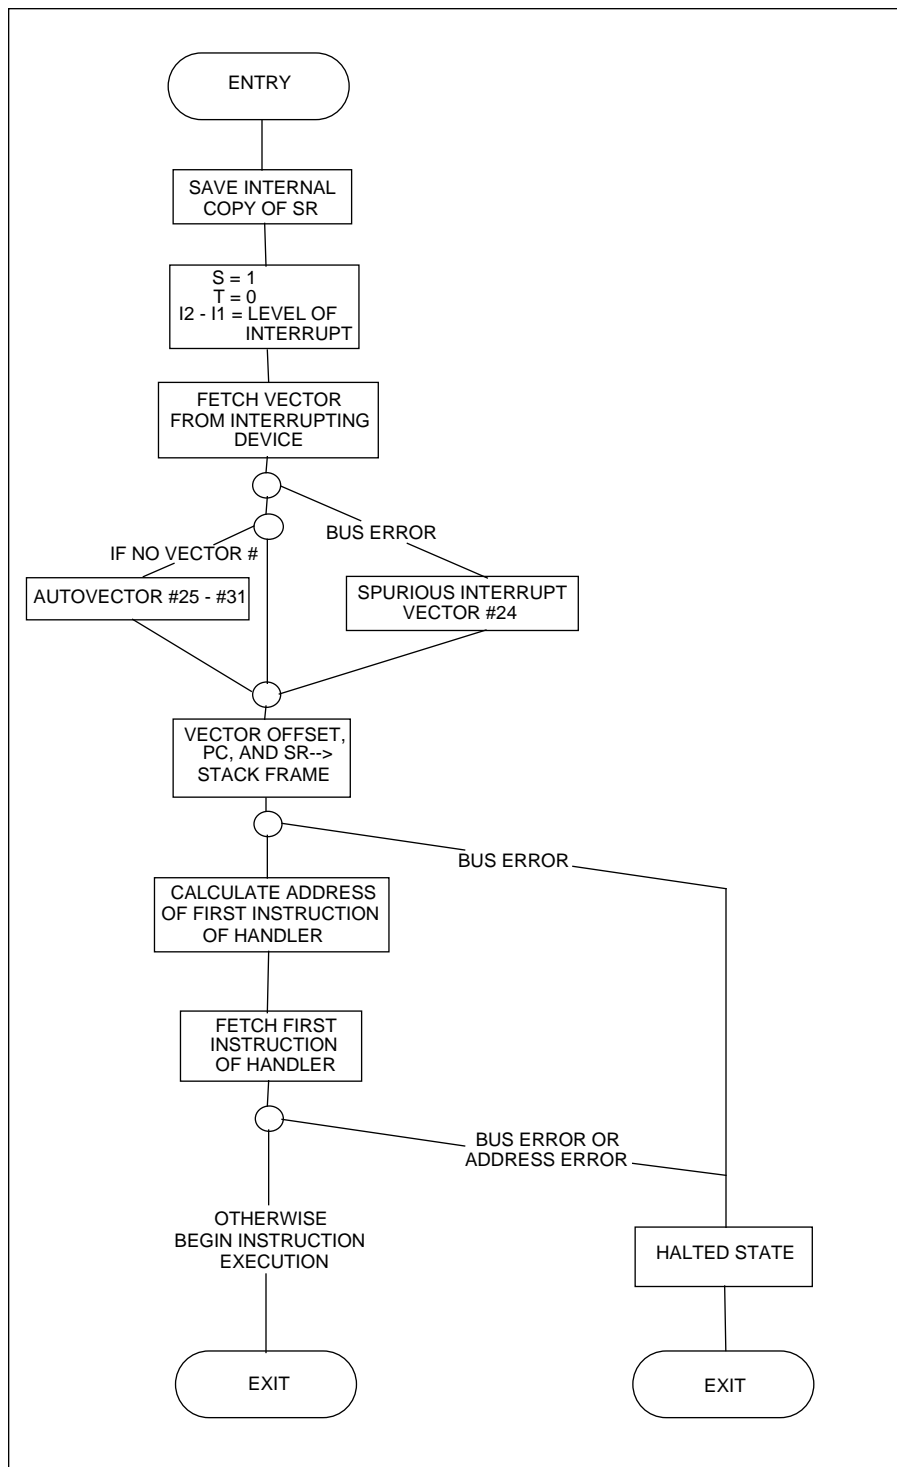 ENTRY
SAVE INTERNAL
COPY OF SR
S = 1
T = 0
I2 - I1 = LEVEL OF
INTERRUPT
FETCH VECTOR
FROM INTERRUPTING
DEVICE
BUS ERROR
IF NO VECTOR #
AUTOVECTOR #25 - #31
SPURIOUS INTERRUPT
VECTOR #24
VECTOR OFFSET,
PC, AND SR-->
STACK FRAME
BUS ERROR
CALCULATE ADDRESS
OF FIRST INSTRUCTION
OF HANDLER
FETCH FIRST
INSTRUCTION
OF HANDLER
BUS ERROR OR
ADDRESS ERROR
OTHERWISE
BEGIN INSTRUCTION
EXECUTION
HALTED STATE
EXIT
EXIT